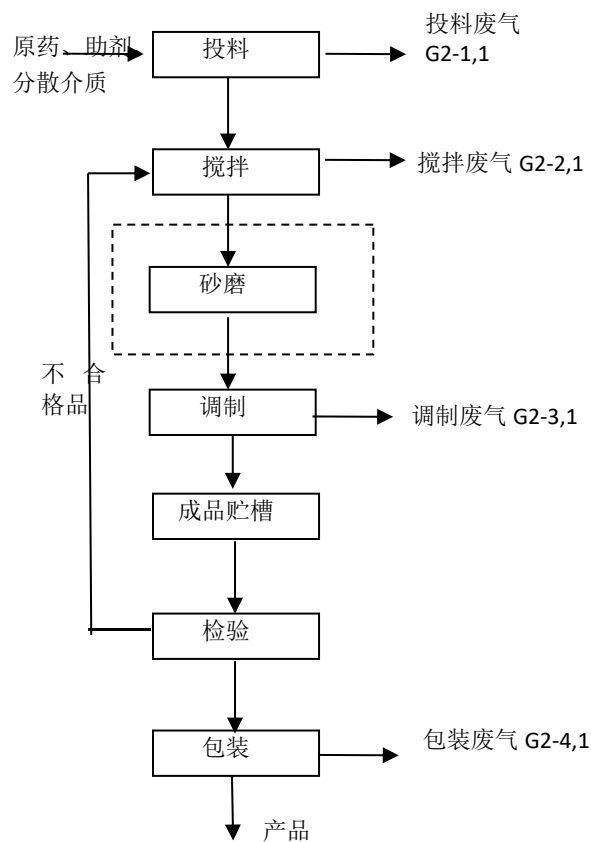 原药、助剂
分散介质
投料
投料废气
G2-1,1
搅拌
搅拌废气 G2-2,1
砂磨
不 合
格品
调制
调制废气 G2-3,1
成品贮槽
检验
包装
包装废气 G2-4,1
产品